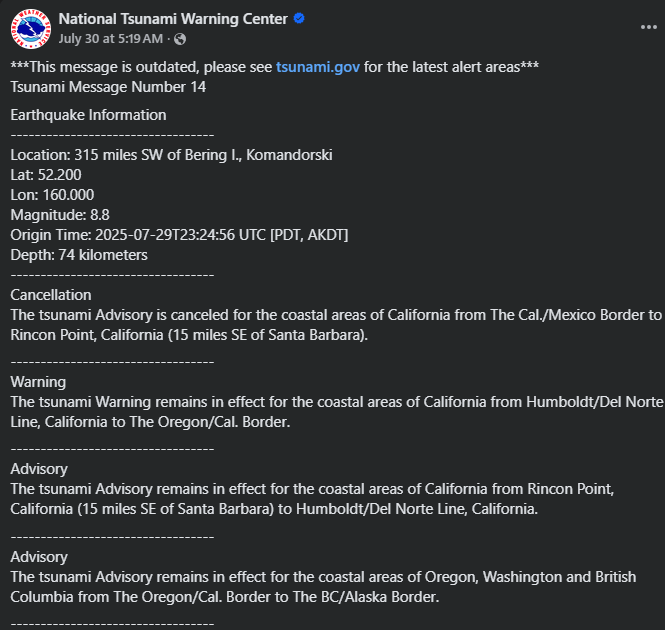 National Tsunami Warning Center
July 30 at 5:19 AM ·
***This message is outdated, please see tsunami.gov for the latest alert areas***
Tsunami Message Number 14
Earthquake Information
----------------------------------
Location: 315 miles SW of Bering I., Komandorski
Lat: 52.200
Lon: 160.000
Magnitude: 8.8
Origin Time: 2025-07-29T23:24:56 UTC [PDT, AKDT]
Depth: 74 kilometers
----------------------------------
Cancellation
The tsunami Advisory is canceled for the coastal areas of California from The Cal./Mexico Border to
Rincon Point, California (15 miles SE of Santa Barbara).
----------------------------------
Warning
The tsunami Warning remains in effect for the coastal areas of California from Humboldt/Del Norte
Line, California to The Oregon/Cal. Border.
----------------------------------
Advisory
The tsunami Advisory remains in effect for the coastal areas of California from Rincon Point,
California (15 miles SE of Santa Barbara) to Humboldt/Del Norte Line, California.
----------------------------------
Advisory
The tsunami Advisory remains in effect for the coastal areas of Oregon, Washington and British
Columbia from The Oregon/Cal. Border to The BC/Alaska Border.
----------------------------------